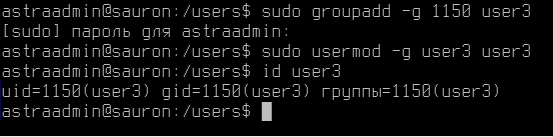 astraadmin@sauron:/users$ sudo groupadd -g 1150 user3
[sudo] пароль для astraadmin:
astraadmin@sauron:/users$ sudo usermod -g user3 user3
astraadmin@sauron:/users$ id user3
uid=1150(user3) gid=1150(user3) группы=1150(user3)
astraadmin@sauron:/users$